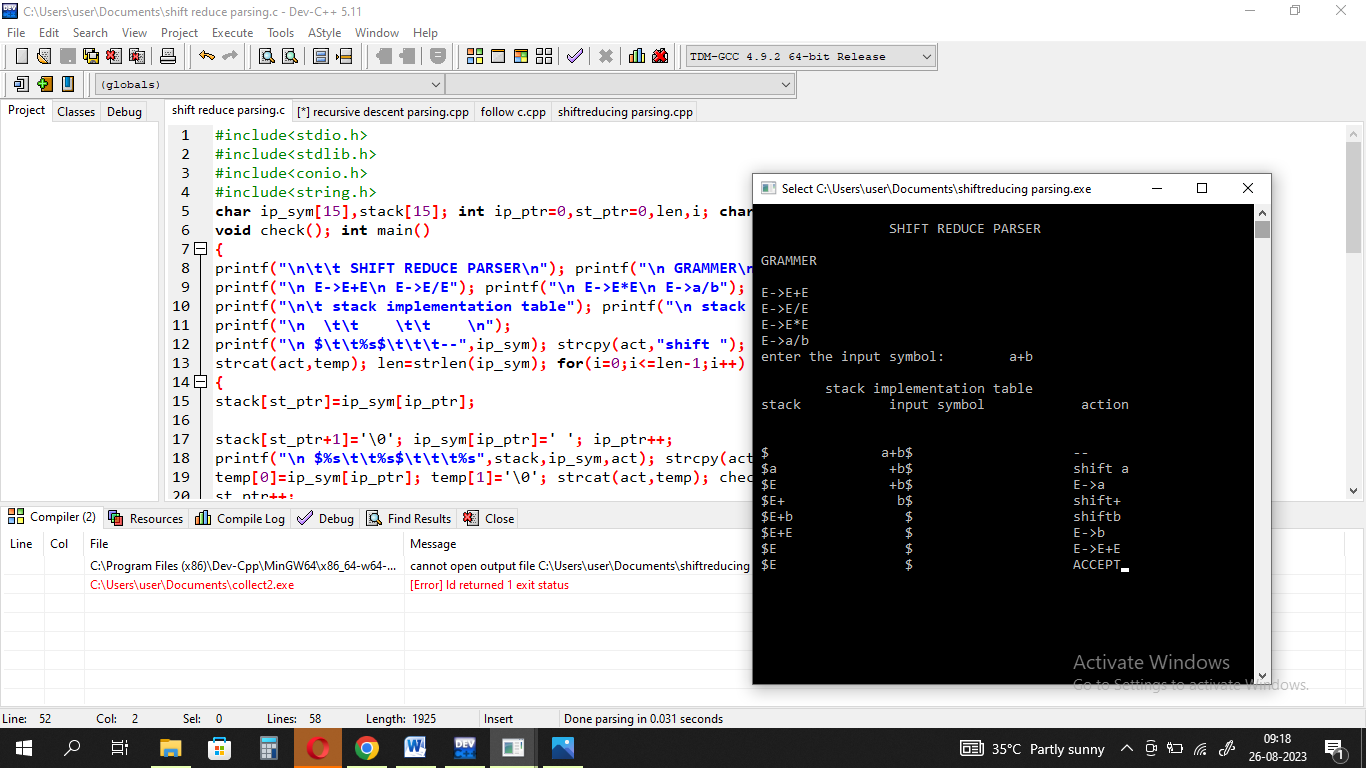 C:\Users\user\Documents\shift reduce parsing.c - Dev-C++ 5.11
File Edit Search View Project Execute Tools AStyle Window Help
TDM-GCC 4.9.2 64-bit Release
(globals)
Project Classes Debug
shift reduce parsing.c [*] recursive descent parsing.cpp follow c.cpp shiftreducing parsing.cpp
1 #include<stdio.h>
2 #include<stdlib.h>
3 #include<conio.h>
4 #include<string.h>
5 char ip_sym[15],stack[15]; int ip_ptr=0,st_ptr=0,len,i; char
6 void check(); int main()
7 {
8 printf("\n\t\t SHIFT REDUCE PARSER\n"); printf("\n GRAMMER\n
9 printf("\n E->E+E\n E->E/E"); printf("\n E->E*E\n E->a/b");
10 printf("\n\t stack implementation table"); printf("\n stack
11 printf("\n  \t\t    \t\t    \n");
12 printf("\n $\t\t%s$\t\t\t--",ip_sym); strcpy(act,"shift ");
13 strcat(act,temp); len=strlen(ip_sym); for(i=0;i<=len-1;i++)
14 {
15 stack[st_ptr]=ip_sym[ip_ptr];
16
17 stack[st_ptr+1]='\0'; ip_sym[ip_ptr]=' '; ip_ptr++;
18 printf("\n $%s\t\t%s$\t\t\t%s",stack,ip_sym,act); strcpy(act
19 temp[0]=ip_sym[ip_ptr]; temp[1]='\0'; strcat(act,temp); chec
20 st_ptr++;
Select C:\Users\user\Documents\shiftreducing parsing.exe
SHIFT REDUCE PARSER
GRAMMER
E->E+E
E->E/E
E->E*E
E->a/b
enter the input symbol: a+b
stack implementation table
stack input symbol action
$ a+b$ --
$a +b$ shift a
$E +b$ E->a
$E+ b$ shift+
$E+b $ shiftb
$E+E $ E->b
$E $ E->E+E
$E $ ACCEPT
Compiler (2) Resources Compile Log Debug Find Results Close
Line Col File Message
C:\Program Files (x86)\Dev-Cpp\MinGW64\x86_64-w64-... cannot open output file C:\Users\user\Documents\shiftreducing
C:\Users\user\Documents\collect2.exe [Error] ld returned 1 exit status
Activate Windows
Go to Settings to activate Windows.
Line: 52 Col: 2 Sel: 0 Lines: 58 Length: 1925 Insert Done parsing in 0.031 seconds
35°C Partly sunny
09:18
26-08-2023
1